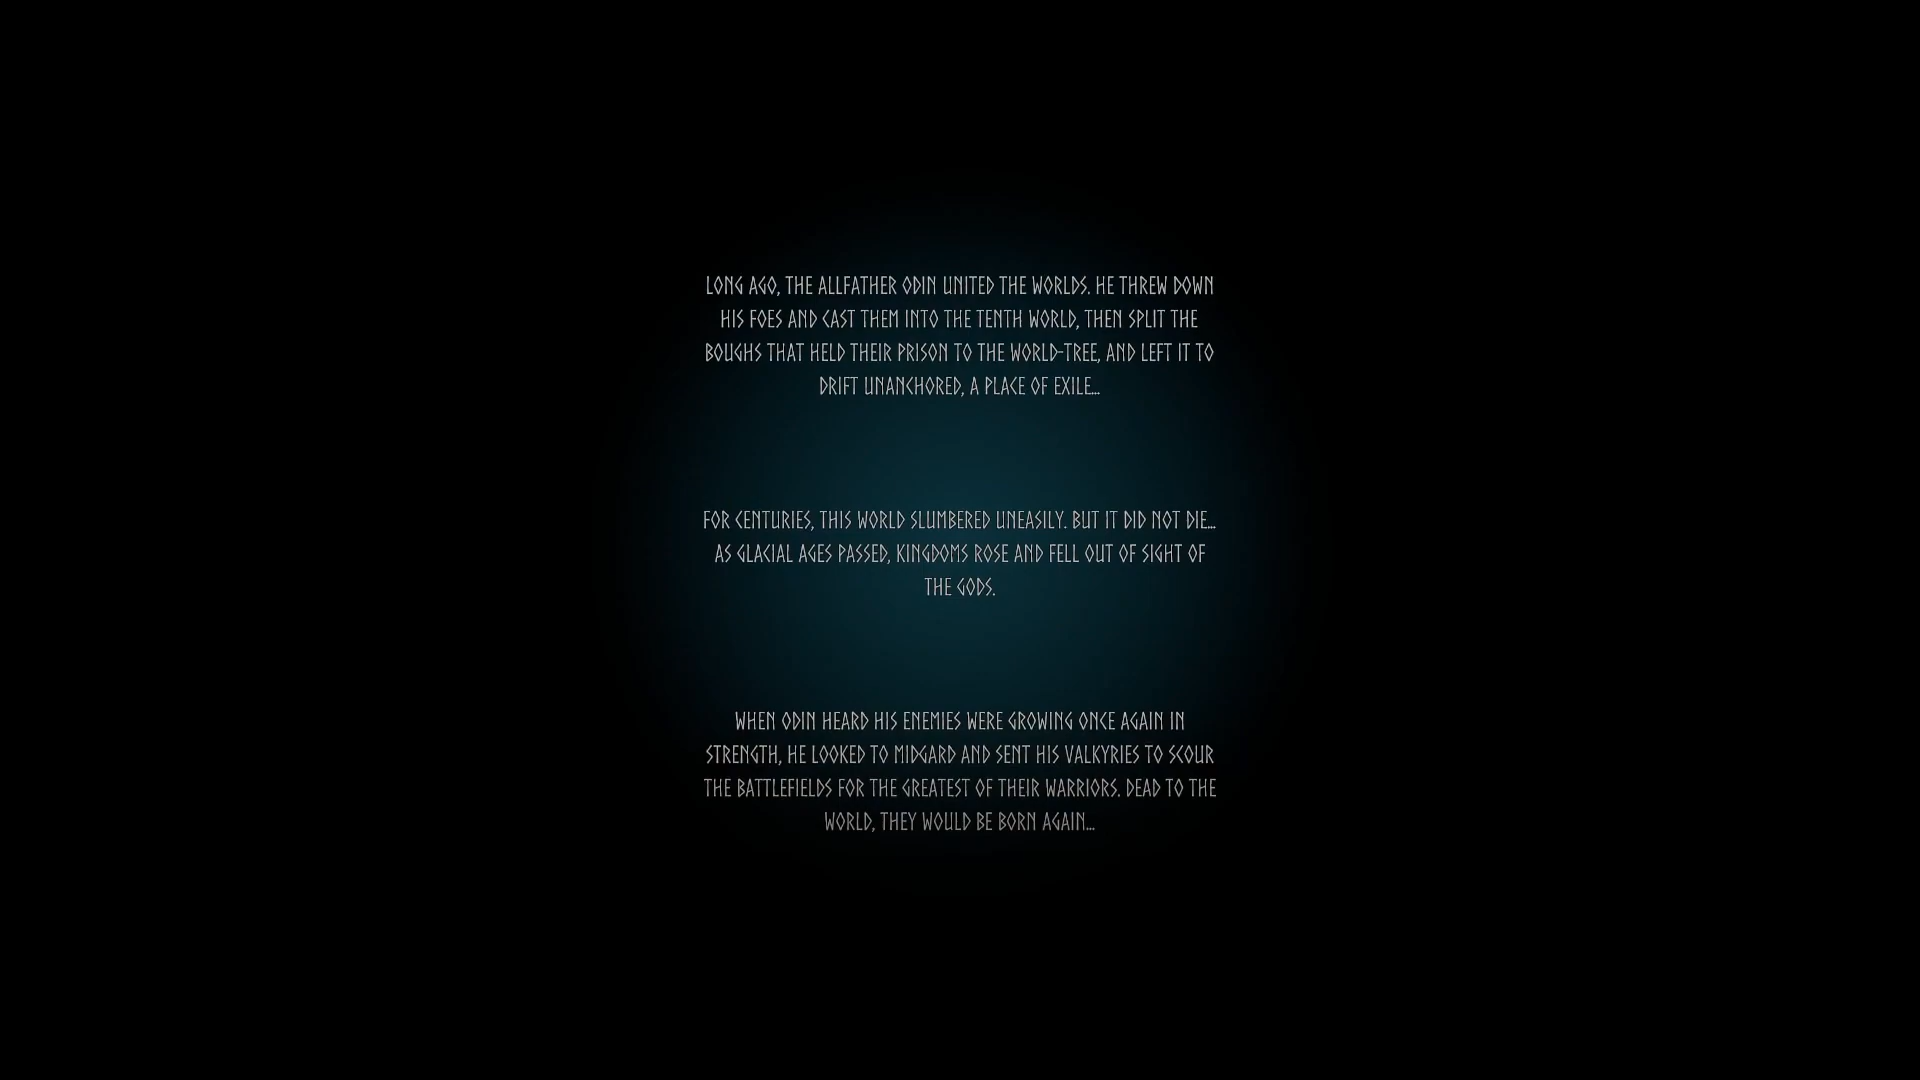 LONG AGO, THE ALLFATHER ODIN UNITED THE WORLDS. HE THREW DOWN
HIS FOES AND CAST THEM INTO THE TENTH WORLD, THEN SPLIT THE
BOUGHS THAT HELD THEIR PRISON TO THE WORLD-TREE, AND LEFT IT TO
DRIFT UNANCHORED, A PLACE OF EXILE...
FOR CENTURIES, THIS WORLD SLUMBERED UNEASILY. BUT IT DID NOT DIE...
AS GLACIAL AGES PASSED, KINGDOMS ROSE AND FELL OUT OF SIGHT OF
THE GODS.
WHEN ODIN HEARD HIS ENEMIES WERE GROWING ONCE AGAIN IN
STRENGTH, HE LOOKED TO MIDGARD AND SENT HIS VALKYRIES TO SCOUR
THE BATTLEFIELDS FOR THE GREATEST OF THEIR WARRIORS. DEAD TO THE
WORLD, THEY WOULD BE BORN AGAIN...